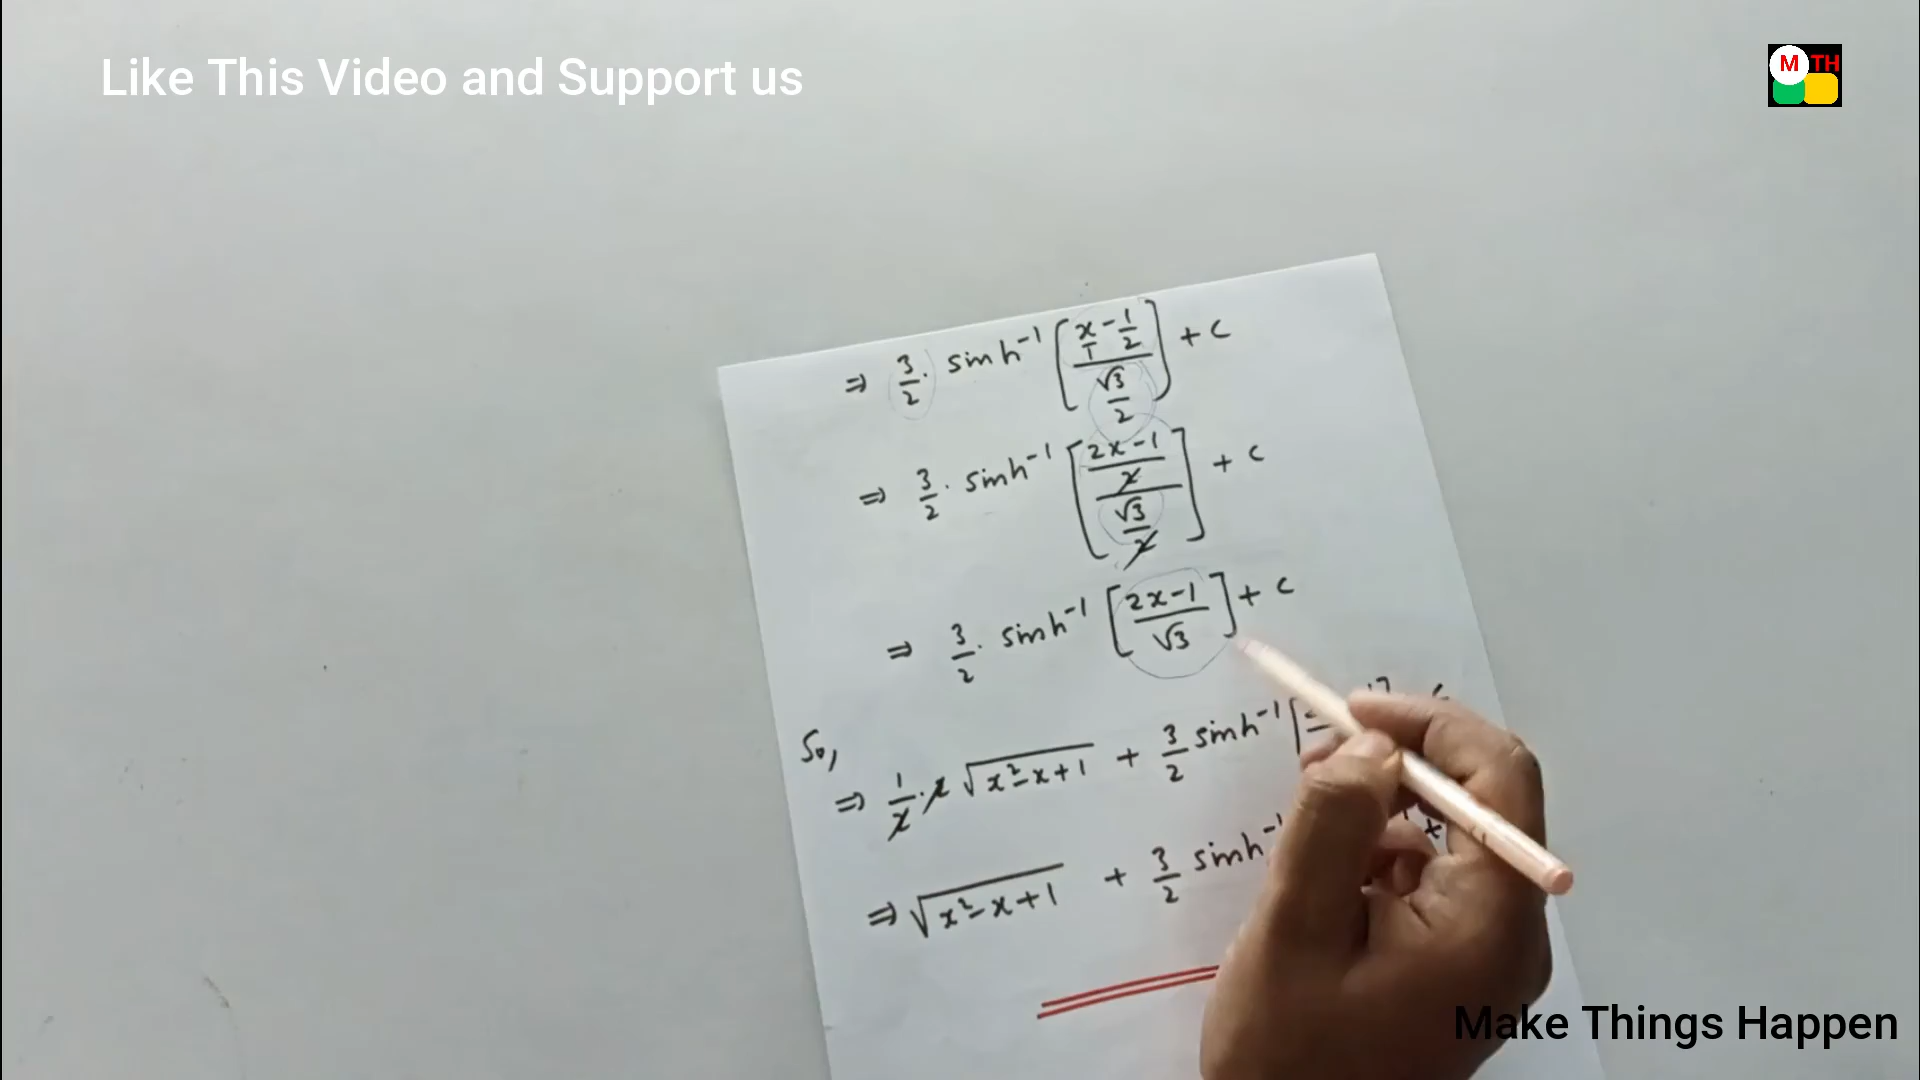 Like This Video and Support us
M TH
⇒ 3/2 · sinh⁻¹ [(x/1 - 1/2)/(√3/2)] + c
⇒ 3/2 · sinh⁻¹ [((2x-1)/2)/(√3/2)] + c
⇒ 3/2 · sinh⁻¹ [(2x-1)/√3] + c
So,
⇒ 1/2 · 2 √(x²-x+1) + 3/2 sinh⁻¹ [
⇒ √(x²-x+1) + 3/2 sinh⁻¹
Make Things Happen